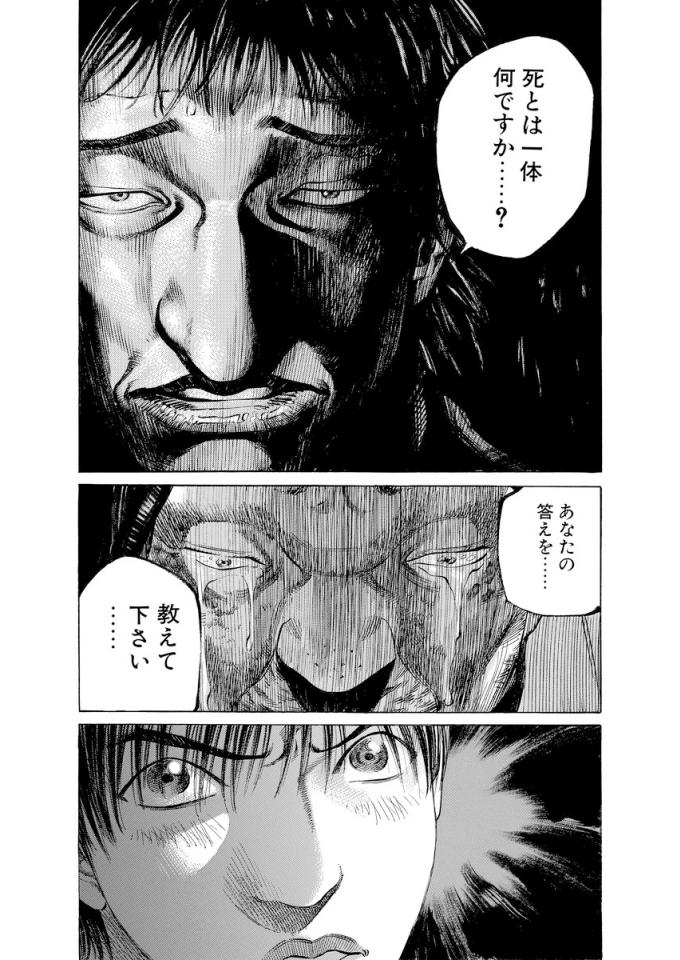 死とは一体
何ですか……？
あなたの
答えを……
教えて
下さい
……